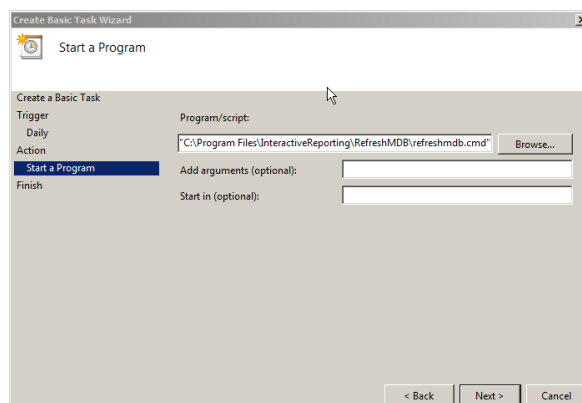 Create Basic Task Wizard
Start a Program
Create a Basic Task
Trigger
Daily
Action
Start a Program
Finish
Program/script:
"C:\Program Files\InteractiveReporting\RefreshMDB\refreshmdb.cmd"
Browse...
Add arguments (optional):
Start in (optional):
< Back
Next >
Cancel